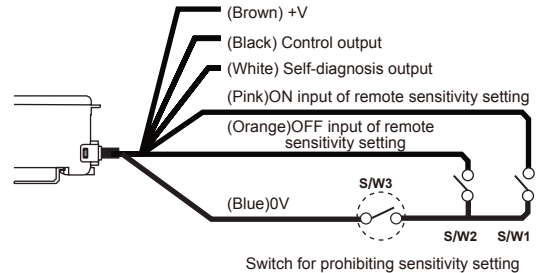 (Brown) +V
(Black) Control output
(White) Self-diagnosis output
(Pink)ON input of remote sensitivity setting
(Orange)OFF input of remote
sensitivity setting
S/W3
(Blue)0V
S/W2 S/W1
Switch for prohibiting sensitivity setting